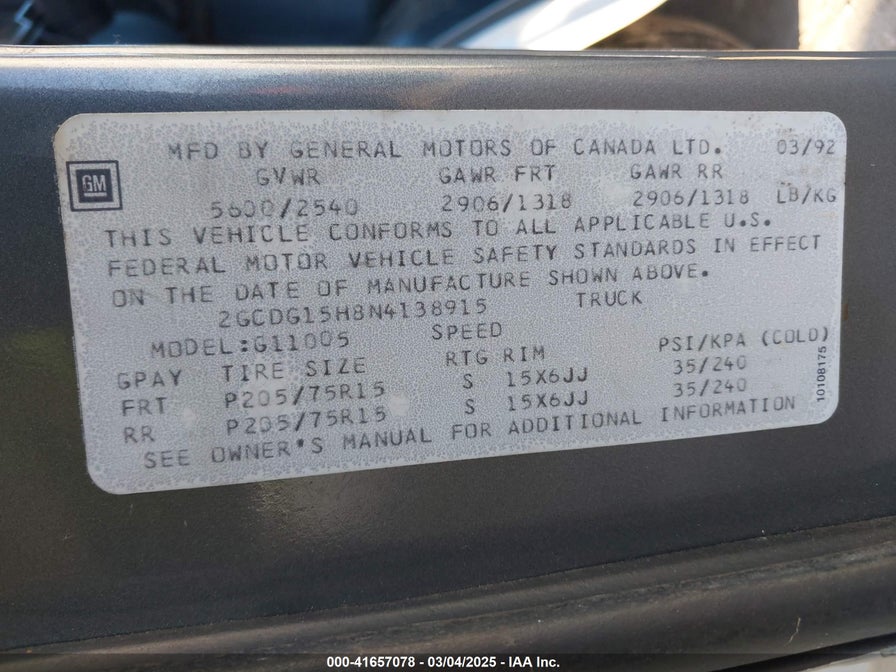 MFD BY GENERAL MOTORS OF CANADA LTD. 03/92
GM
GVWR GAWR FRT GAWR RR
5600/2540 2906/1318 2906/1318 LB/KG
THIS VEHICLE CONFORMS TO ALL APPLICABLE U.S.
FEDERAL MOTOR VEHICLE SAFETY STANDARDS IN EFFECT
ON THE DATE OF MANUFACTURE SHOWN ABOVE.
2GCDG15H8N4138915 TRUCK
MODEL:G11005 SPEED
GPAY TIRE SIZE RTG RIM PSI/KPA (COLD)
FRT P205/75R15 S 15X6JJ 35/240
RR P205/75R15 S 15X6JJ 35/240
SEE OWNER'S MANUAL FOR ADDITIONAL INFORMATION
10108175
000-41657078 - 03/04/2025 - IAA Inc.